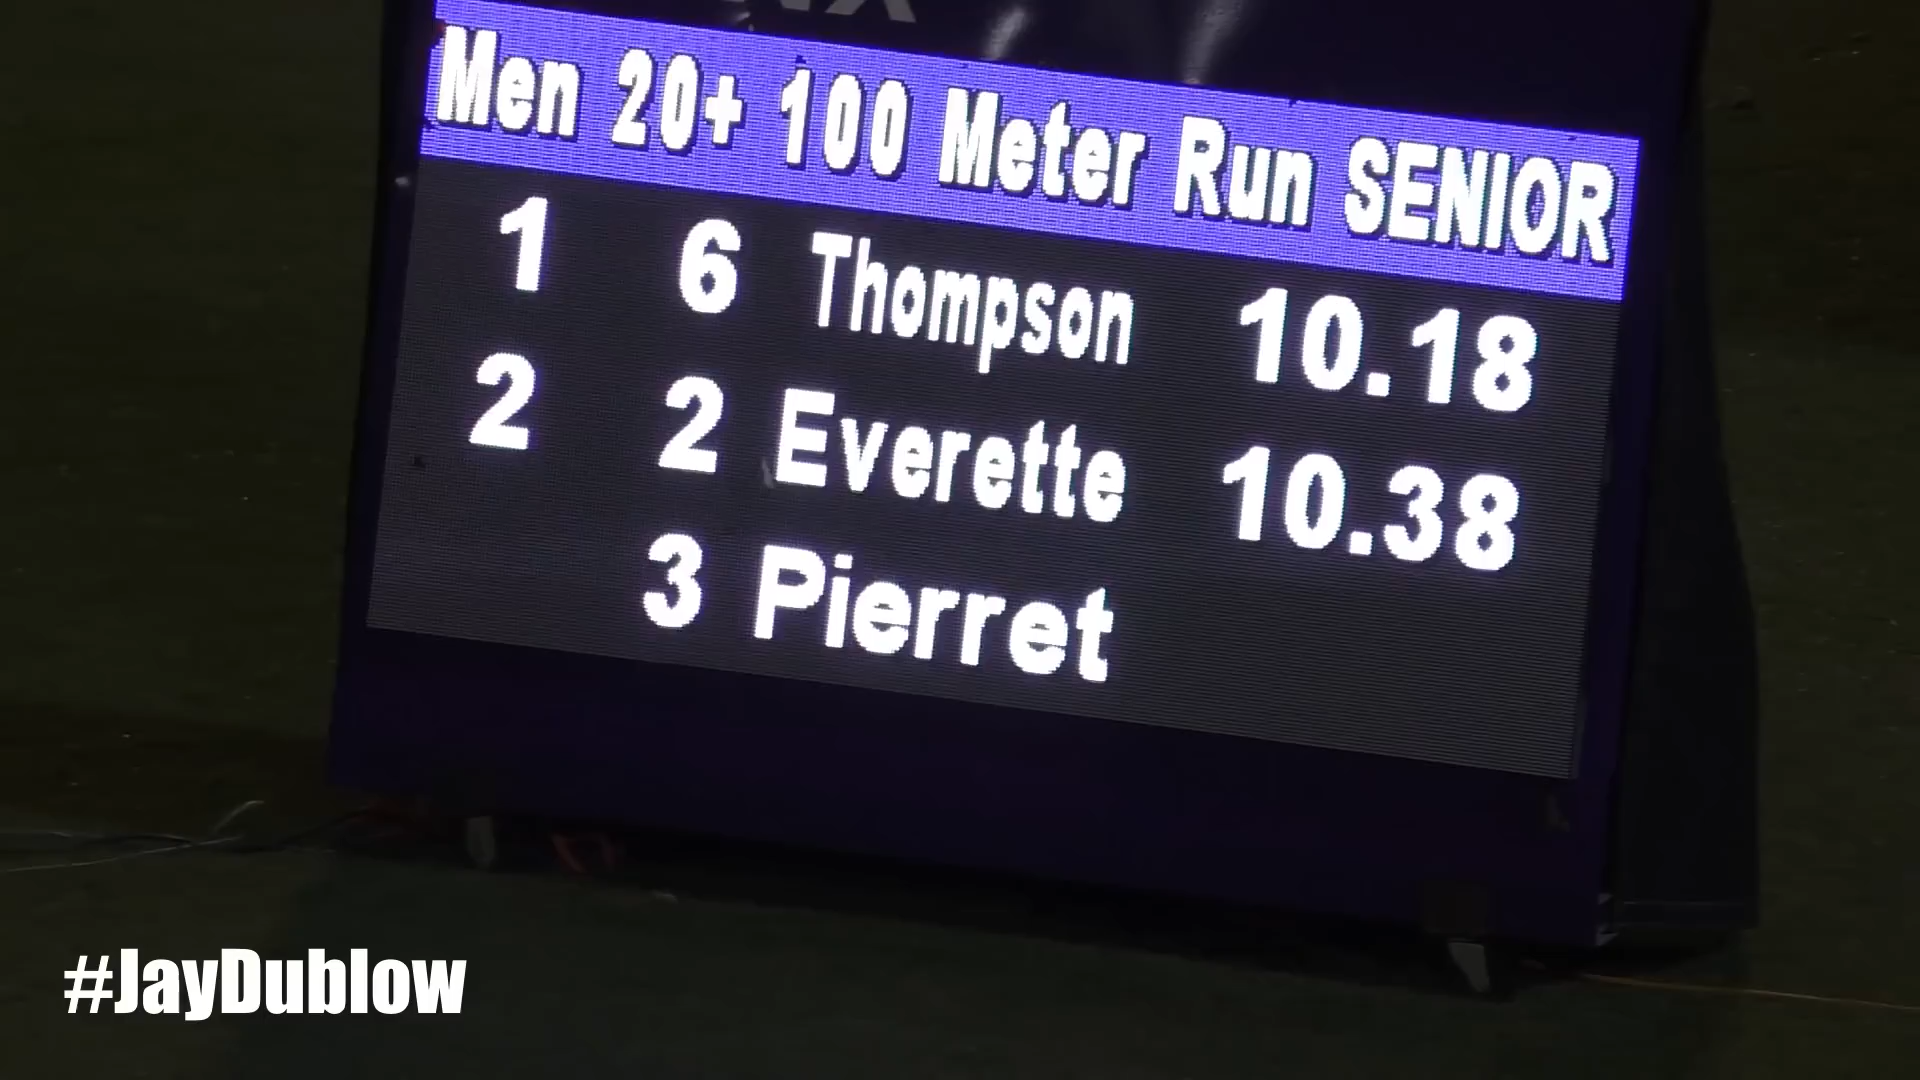 Men 20+ 100 Meter Run SENIOR
1 6 Thompson 10.18
2 2 Everette 10.38
3 Pierret
#JayDublow